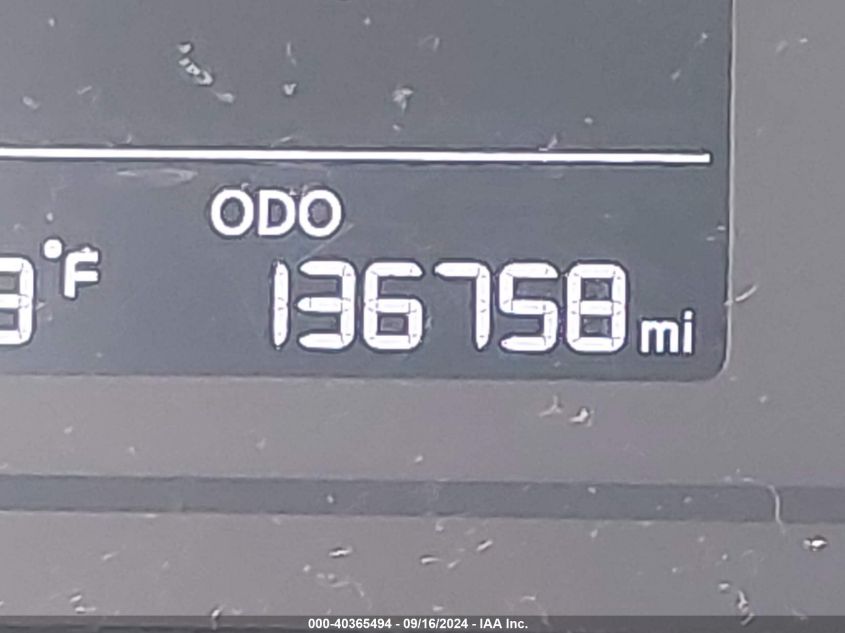 ODO
°F
136758 mi
000-40365494 - 09/16/2024 - IAA Inc.